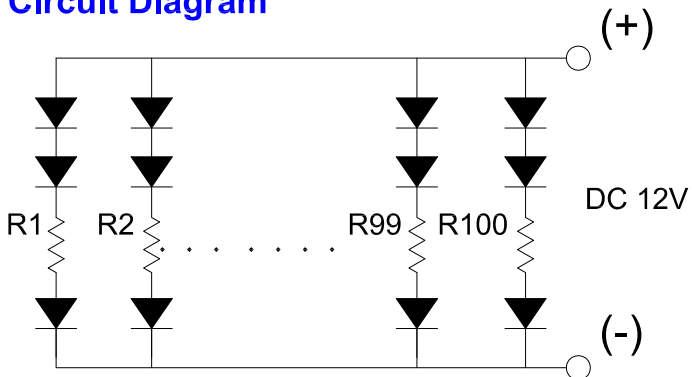 Circuit Diagram
(+)
R1 R2 R99 R100
DC 12V
(-)